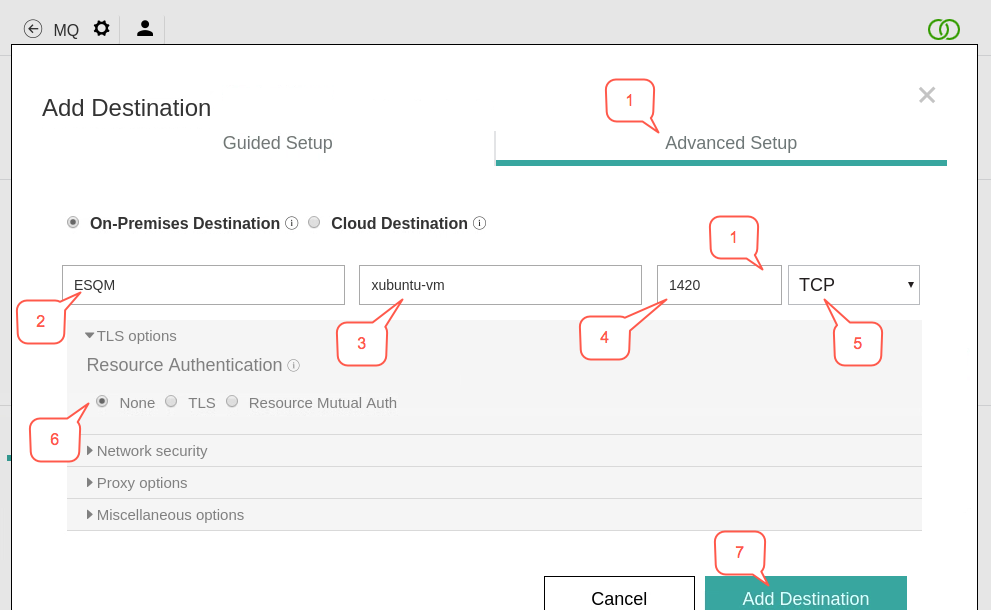 MQ
Add Destination
1
Guided Setup
Advanced Setup
On-Premises Destination
Cloud Destination
1
ESQM
xubuntu-vm
1420
TCP
2
3
4
5
TLS options
Resource Authentication
None
TLS
Resource Mutual Auth
6
Network security
Proxy options
Miscellaneous options
7
Cancel
Add Destination